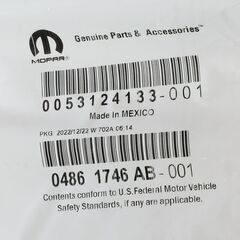 Genuine Parts & Accessories™
MOPAR®
0053124133-001
Made In MEXICO
PKG: 2022/12/22 W 702A 06:14
0486 1746 AB-001
Contents conform to U.S.Federal Motor Vehicle
Safety Standards, if any are applicable.